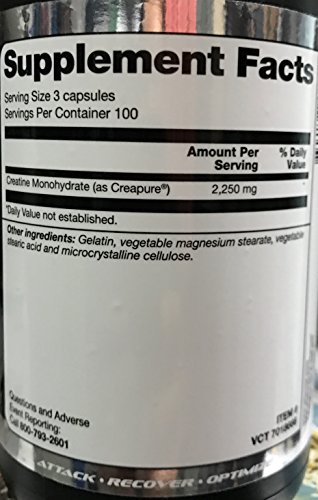 Supplement Facts
Serving Size 3 capsules
Servings Per Container 100
Amount Per Serving
% Daily Value
Creatine Monohydrate (as Creapure®) 2,250 mg *
*Daily Value not established.
Other ingredients: Gelatin, vegetable magnesium stearate, vegetable
stearic acid and microcrystalline cellulose.
Questions and Adverse
Event Reporting:
Call 800-793-2601
ITEM #
VCT
ATTACK • RECOVER •